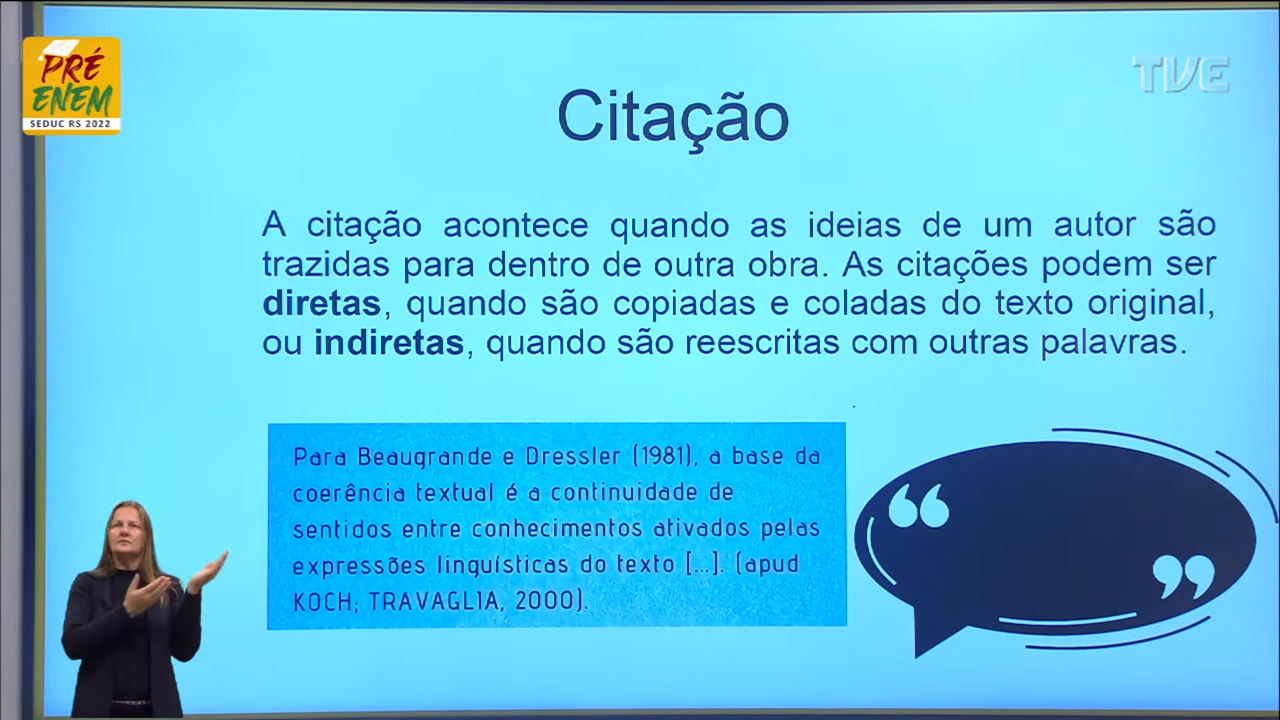 PRÉ
ENEM
SEDUC RS 2022
TVE
Citação
A citação acontece quando as ideias de um autor são
trazidas para dentro de outra obra. As citações podem ser
diretas, quando são copiadas e coladas do texto original,
ou indiretas, quando são reescritas com outras palavras.
Para Beaugrande e Dressler (1981), a base da
coerência textual é a continuidade de
sentidos entre conhecimentos ativados pelas
expressões linguísticas do texto [...]. (apud
KOCH; TRAVAGLIA, 2000).
“
”